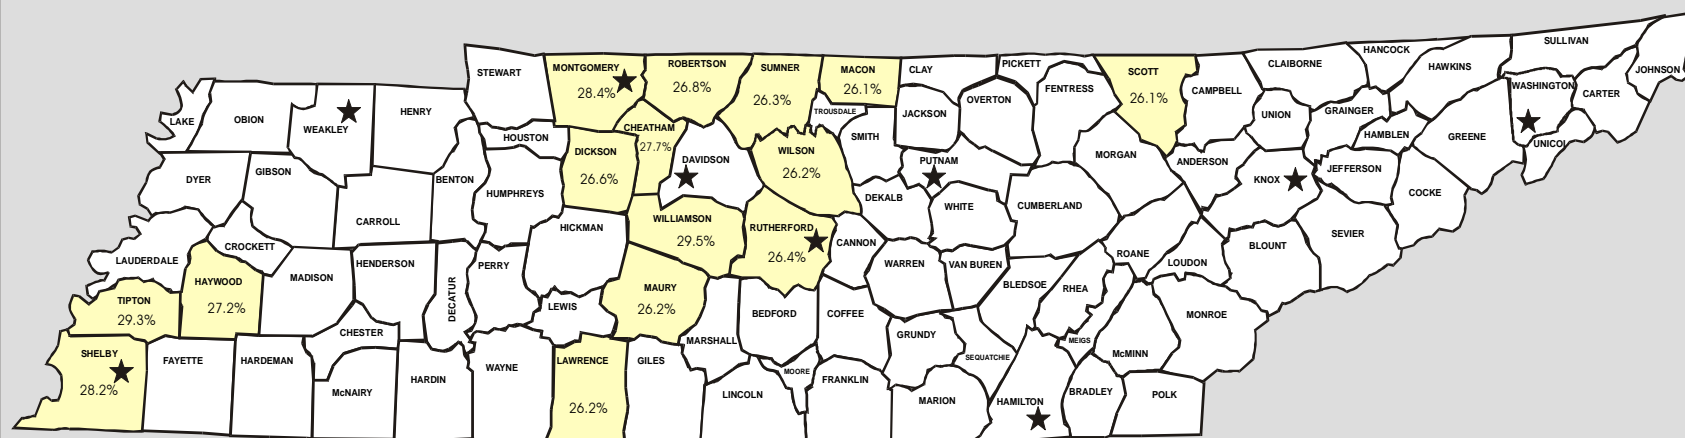 SULLIVAN
HANCOCK
CLAIBORNE
PICKETT
HAWKINS
ROBERTSON
SUMNER
MONTGOMERY
MACON
CLAY
SCOTT
JOHNSON
STEWART
26.8%
26.1%
FENTRESS
CAMPBELL
WASHINGTON
CARTER
28.4%
26.3%
26.1%
OVERTON
HENRY
TROUSDALE
JACKSON
UNION
GRAINGER
LAKE
OBION
WEAKLEY
CHEATHAM
HOUSTON
SMITH
HAMBLEN
GREENE
UNICOI
27.7%
DICKSON
DAVIDSON
WILSON
PUTNAM
MORGAN
ANDERSON
JEFFERSON
GIBSON
DYER
BENTON
26.6%
26.2%
KNOX
HUMPHREYS
DEKALB
WHITE
CUMBERLAND
COCKE
CARROLL
WILLIAMSON
HICKMAN
RUTHERFORD
SEVIER
29.5%
CANNON
CROCKETT
BLOUNT
LAUDERDALE
26.4%
ROANE
HENDERSON
PERRY
WARREN
VAN BUREN
LOUDON
MADISON
HAYWOOD
DECATUR
MAURY
BLEDSOE
RHEA
TIPTON
27.2%
LEWIS
26.2%
BEDFORD
COFFEE
MONROE
29.3%
CHESTER
GRUNDY
MARSHALL
MEIGS
SHELBY
FAYETTE
HARDEMAN
LAWRENCE
GILES
SEQUATCHIE
McMINN
WAYNE
MOORE
28.2%
McNAIRY
HARDIN
FRANKLIN
LINCOLN
MARION
HAMILTON
BRADLEY
POLK
26.2%